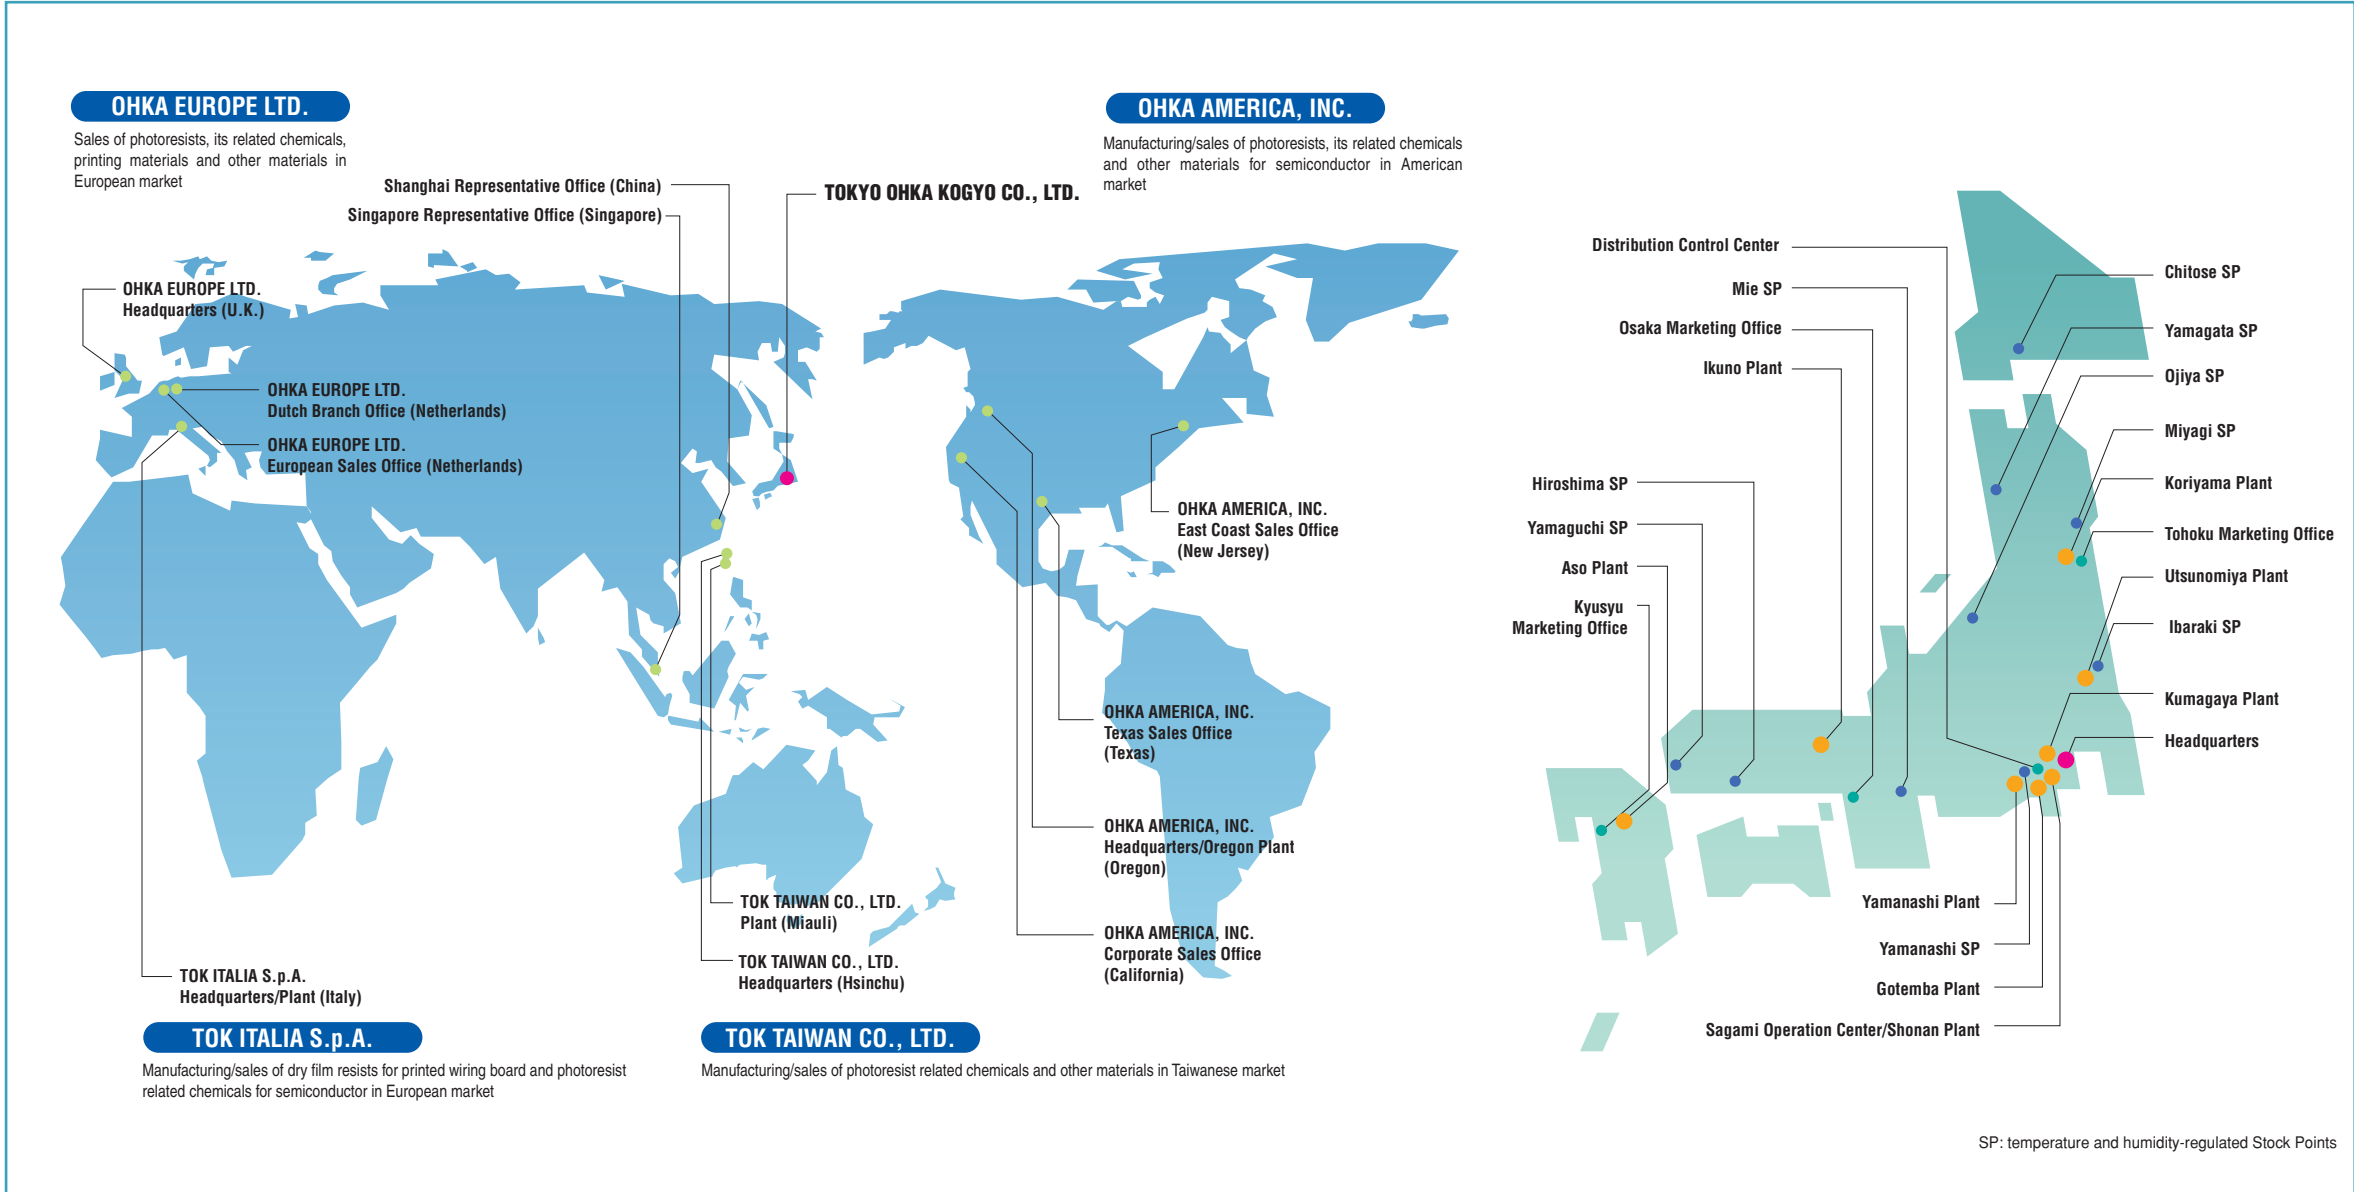 OHKA EUROPE LTD.
Sales of photoresists, its related chemicals,
printing materials and other materials in
European market
OHKA AMERICA, INC.
Manufacturing/sales of photoresists, its related chemicals
and other materials for semiconductor in American
market
Shanghai Representative Office (China)
Singapore Representative Office (Singapore)
TOKYO OHKA KOGYO CO., LTD.
OHKA EUROPE LTD.
Headquarters (U.K.)
OHKA EUROPE LTD.
Dutch Branch Office (Netherlands)
OHKA EUROPE LTD.
European Sales Office (Netherlands)
OHKA AMERICA, INC.
East Coast Sales Office
(New Jersey)
OHKA AMERICA, INC.
Texas Sales Office
(Texas)
OHKA AMERICA, INC.
Headquarters/Oregon Plant
(Oregon)
OHKA AMERICA, INC.
Corporate Sales Office
(California)
TOK TAIWAN CO., LTD.
Plant (Miauli)
TOK TAIWAN CO., LTD.
Headquarters (Hsinchu)
TOK ITALIA S.p.A.
Headquarters/Plant (Italy)
TOK ITALIA S.p.A.
Manufacturing/sales of dry film resists for printed wiring board and photoresist
related chemicals for semiconductor in European market
TOK TAIWAN CO., LTD.
Manufacturing/sales of photoresist related chemicals and other materials in Taiwanese market
Distribution Control Center
Mie SP
Osaka Marketing Office
Ikuno Plant
Hiroshima SP
Yamaguchi SP
Aso Plant
Kyusyu
Marketing Office
Chitose SP
Yamagata SP
Ojiya SP
Miyagi SP
Koriyama Plant
Tohoku Marketing Office
Utsunomiya Plant
Ibaraki SP
Kumagaya Plant
Headquarters
Yamanashi Plant
Yamanashi SP
Gotemba Plant
Sagami Operation Center/Shonan Plant
SP: temperature and humidity-regulated Stock Points